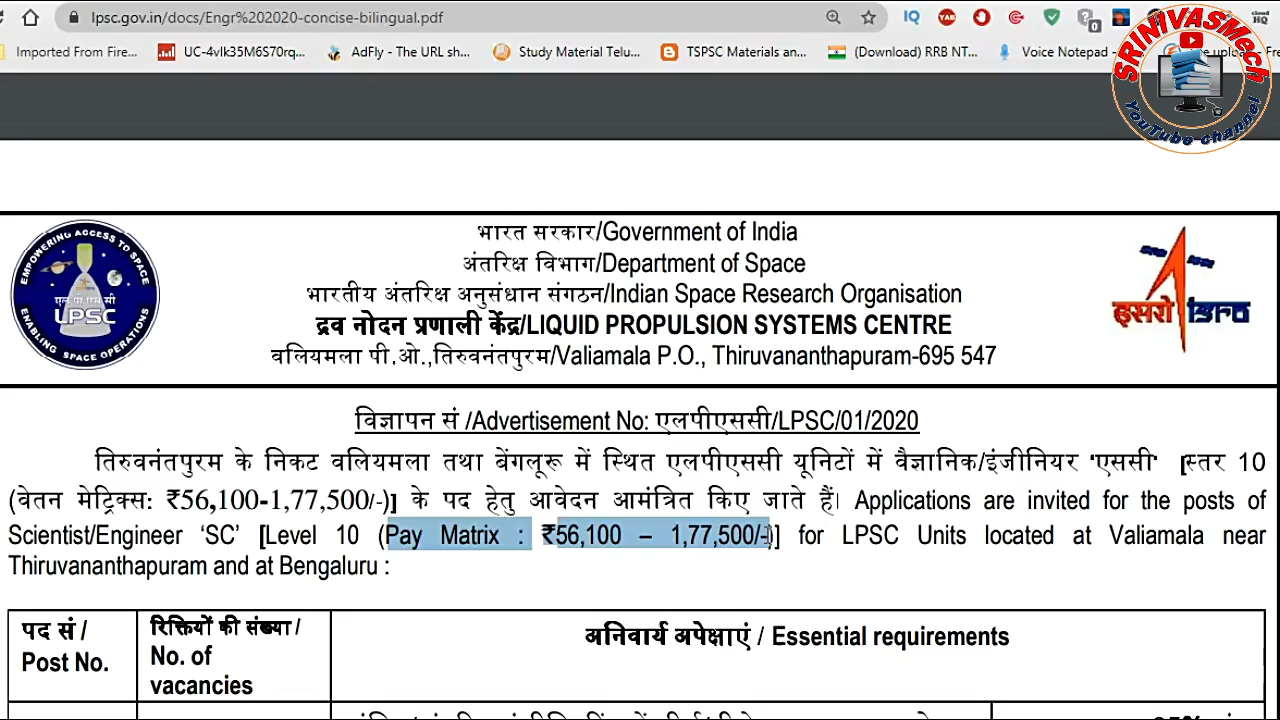 lpsc.gov.in/docs/Engr%202020-concise-bilingual.pdf
IQ
YAB
0
HQ
Imported From Fire...
UC-4vIk35M6S70rq...
AdFly - The URL sh...
Study Material Telu...
TSPSC Materials an...
(Download) RRB NT...
Voice Notepad -
SRINIVASMech
YouTube channel
भारत सरकार/Government of India
अंतरिक्ष विभाग/Department of Space
भारतीय अंतरिक्ष अनुसंधान संगठन/Indian Space Research Organisation
द्रव नोदन प्रणाली केंद्र/LIQUID PROPULSION SYSTEMS CENTRE
वलियमला पी.ओ.,तिरुवनंतपुरम/Valiamala P.O., Thiruvananthapuram-695 547
EMPOWERING ACCESS TO SPACE
एल पी एस सी
LPSC
ENABLING SPACE OPERATIONS
इसरो isro
विज्ञापन सं /Advertisement No: एलपीएससी/LPSC/01/2020
तिरुवनंतपुरम के निकट वलियमला तथा बेंगलूरू में स्थित एलपीएससी यूनिटों में वैज्ञानिक/इंजीनियर 'एससी' [स्तर 10
(वेतन मेट्रिक्स: ₹56,100-1,77,500/-)] के पद हेतु आवेदन आमंत्रित किए जाते हैं। Applications are invited for the posts of
Scientist/Engineer ‘SC’ [Level 10 (Pay Matrix : ₹56,100 – 1,77,500/-)] for LPSC Units located at Valiamala near
Thiruvananthapuram and at Bengaluru :
पद सं /
Post No.
रिक्तियों की संख्या /
No. of
vacancies
अनिवार्य अपेक्षाएं / Essential requirements